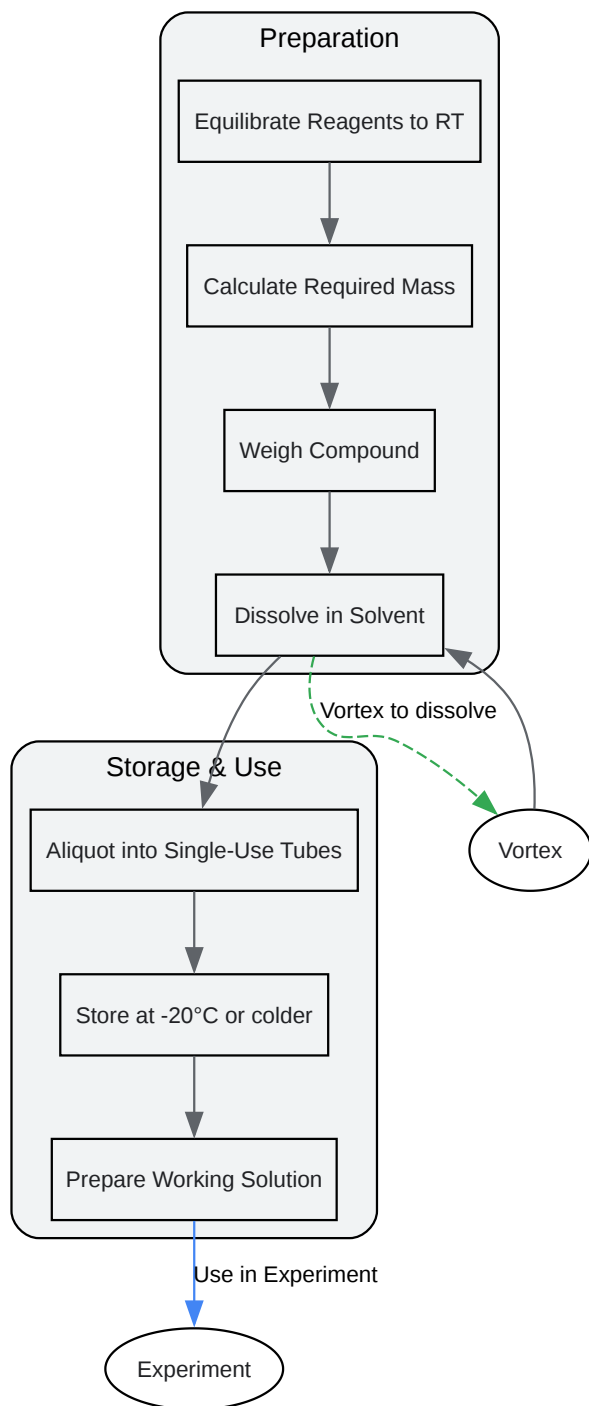 Preparation
Equilibrate Reagents to RT
Calculate Required Mass
Weigh Compound
Dissolve in Solvent
Vortex to dissolve
Storage & Use
Aliquot into Single-Use Tubes
Vortex
Store at -20°C or colder
Prepare Working Solution
Use in Experiment
Experiment